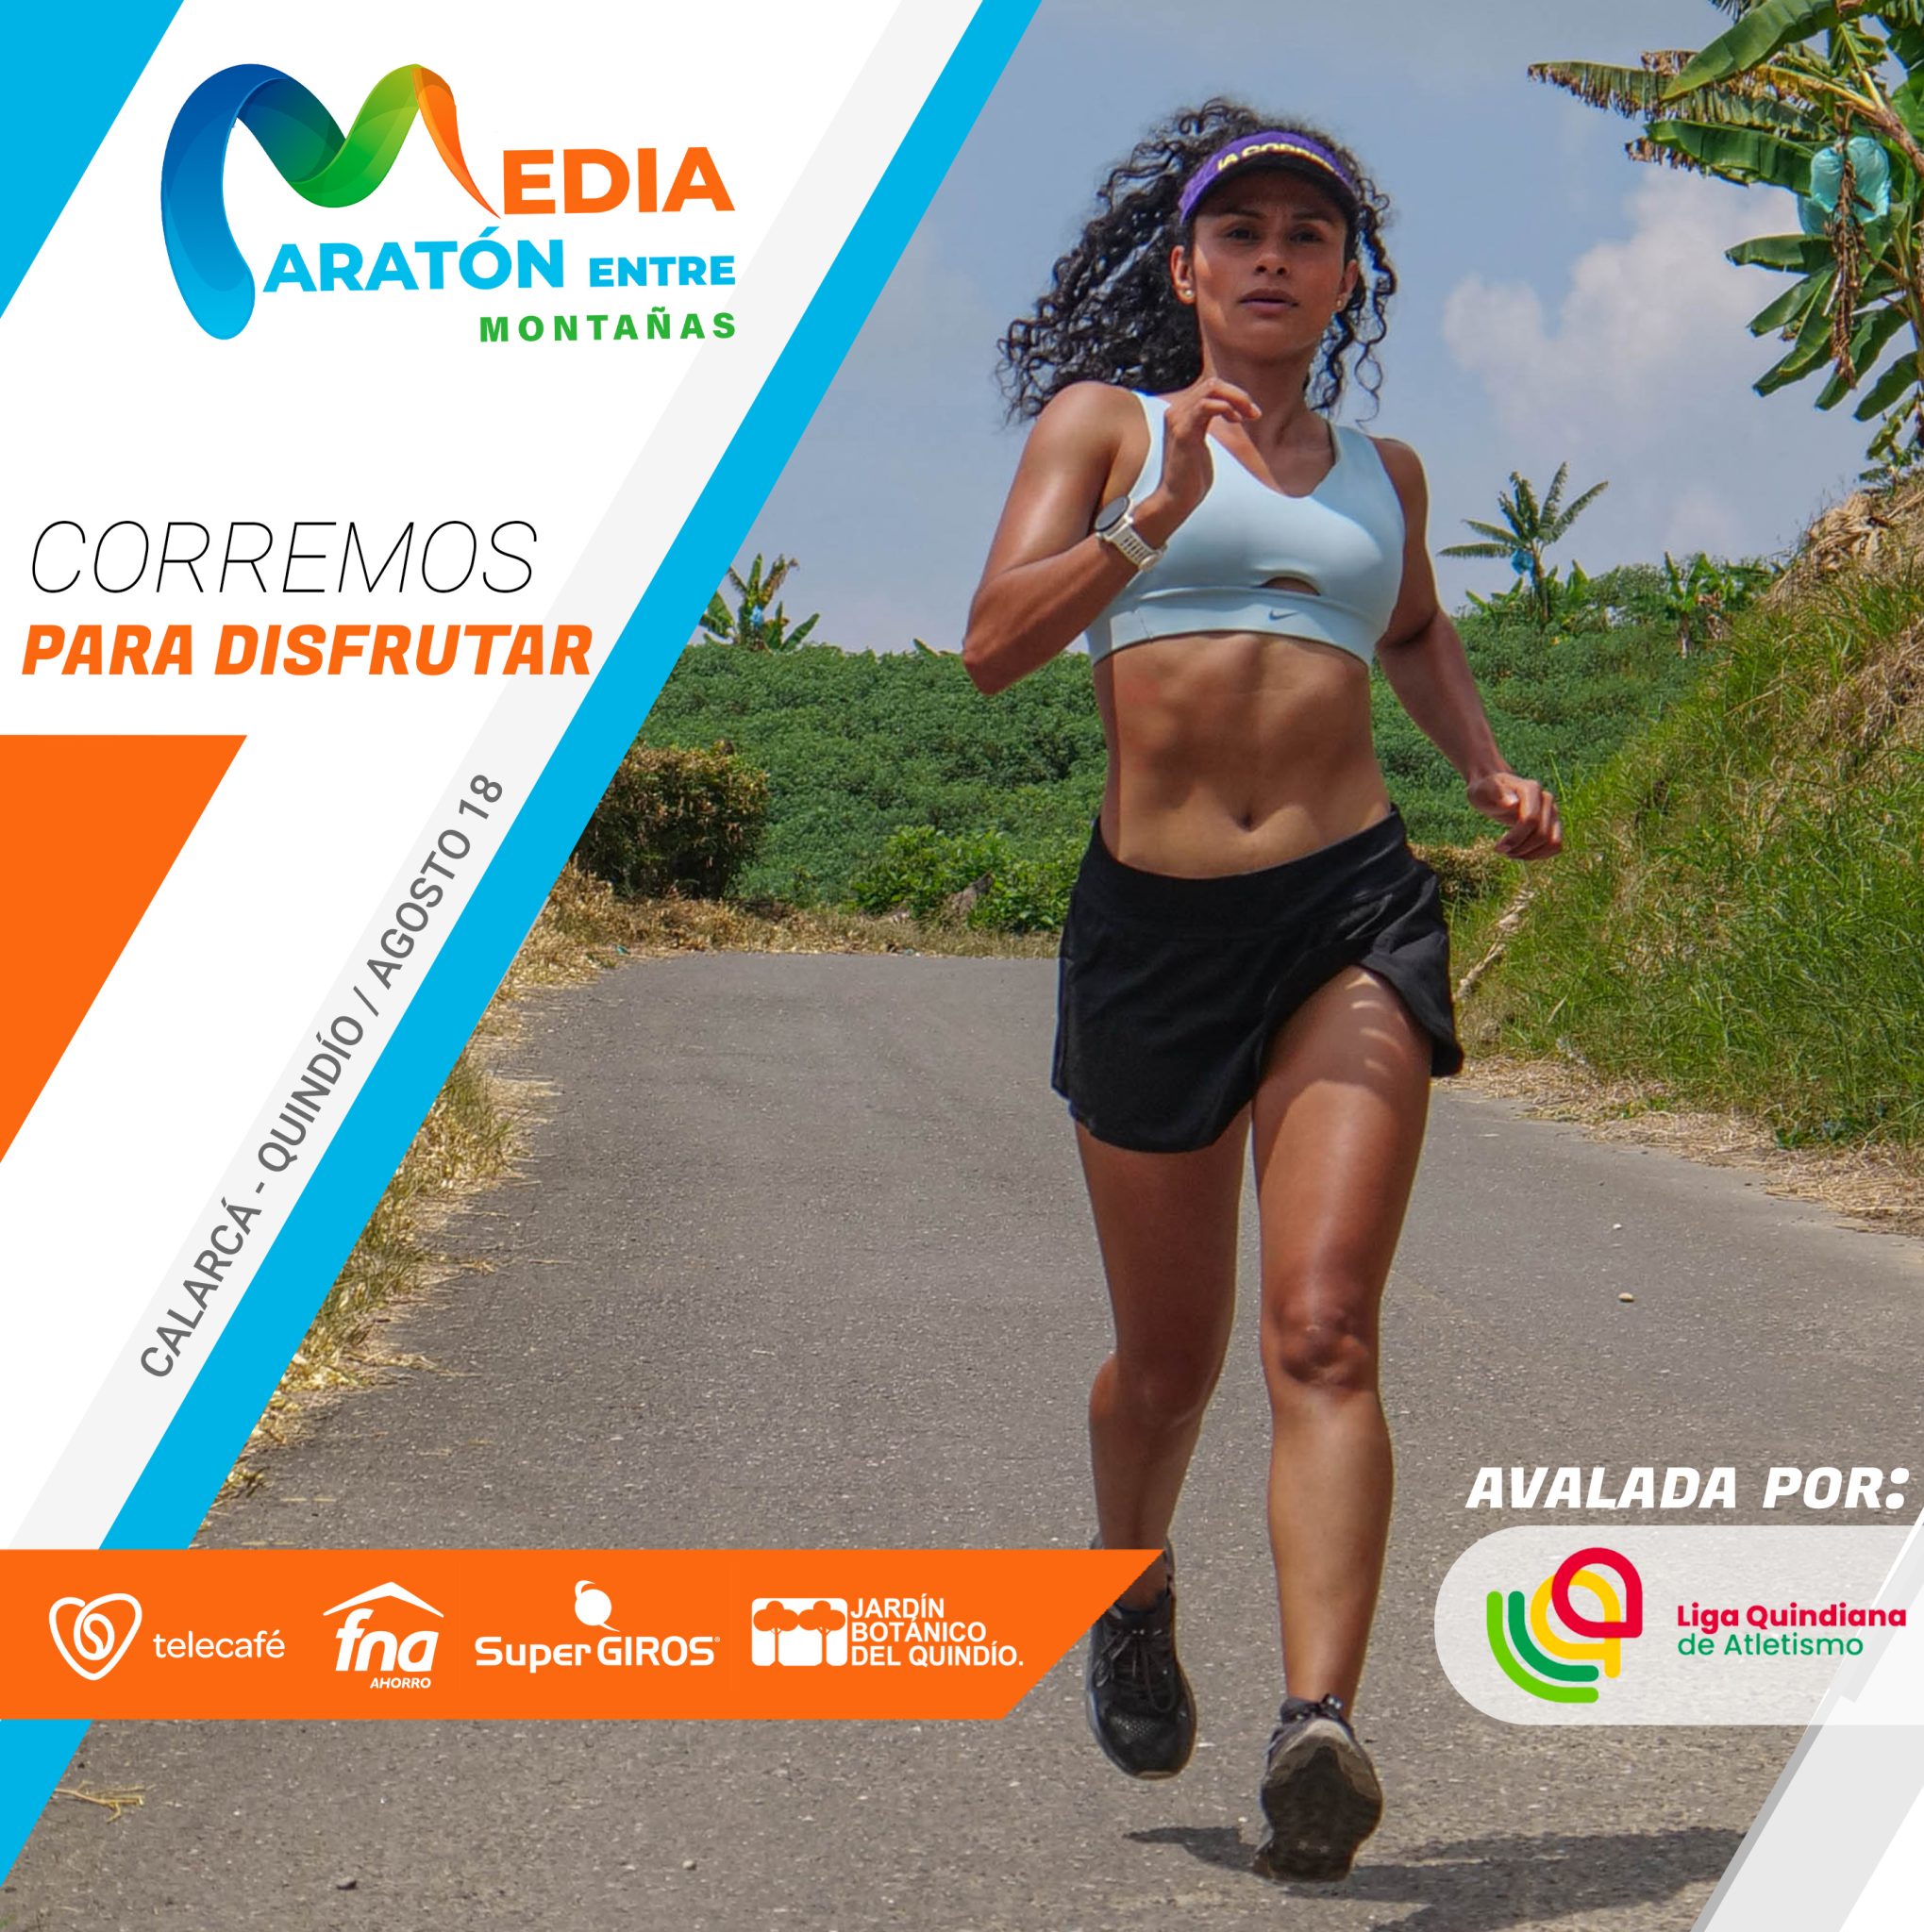 MEDIA
MARATÓN ENTRE
MONTAÑAS
CORREMOS
PARA DISFRUTAR
CALARCÁ - QUINDÍO / AGOSTO 18
AVALADA POR:
Liga Quindiana
de Atletismo
telecafé
fna
AHORRO
SuperGIROS
JARDÍN
BOTÁNICO
DEL QUINDÍO.